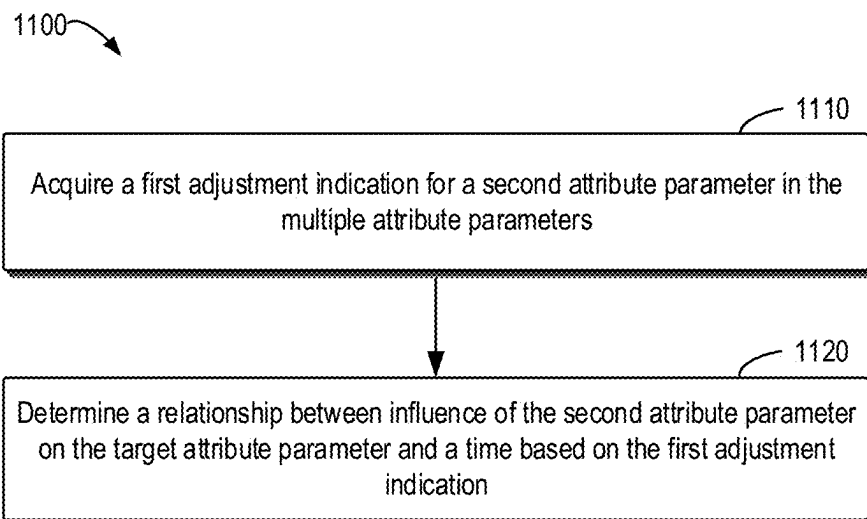 1100
1110
Acquire a first adjustment indication for a second attribute parameter in the
multiple attribute parameters
1120
Determine a relationship between influence of the second attribute parameter
on the target attribute parameter and a time based on the first adjustment
indication